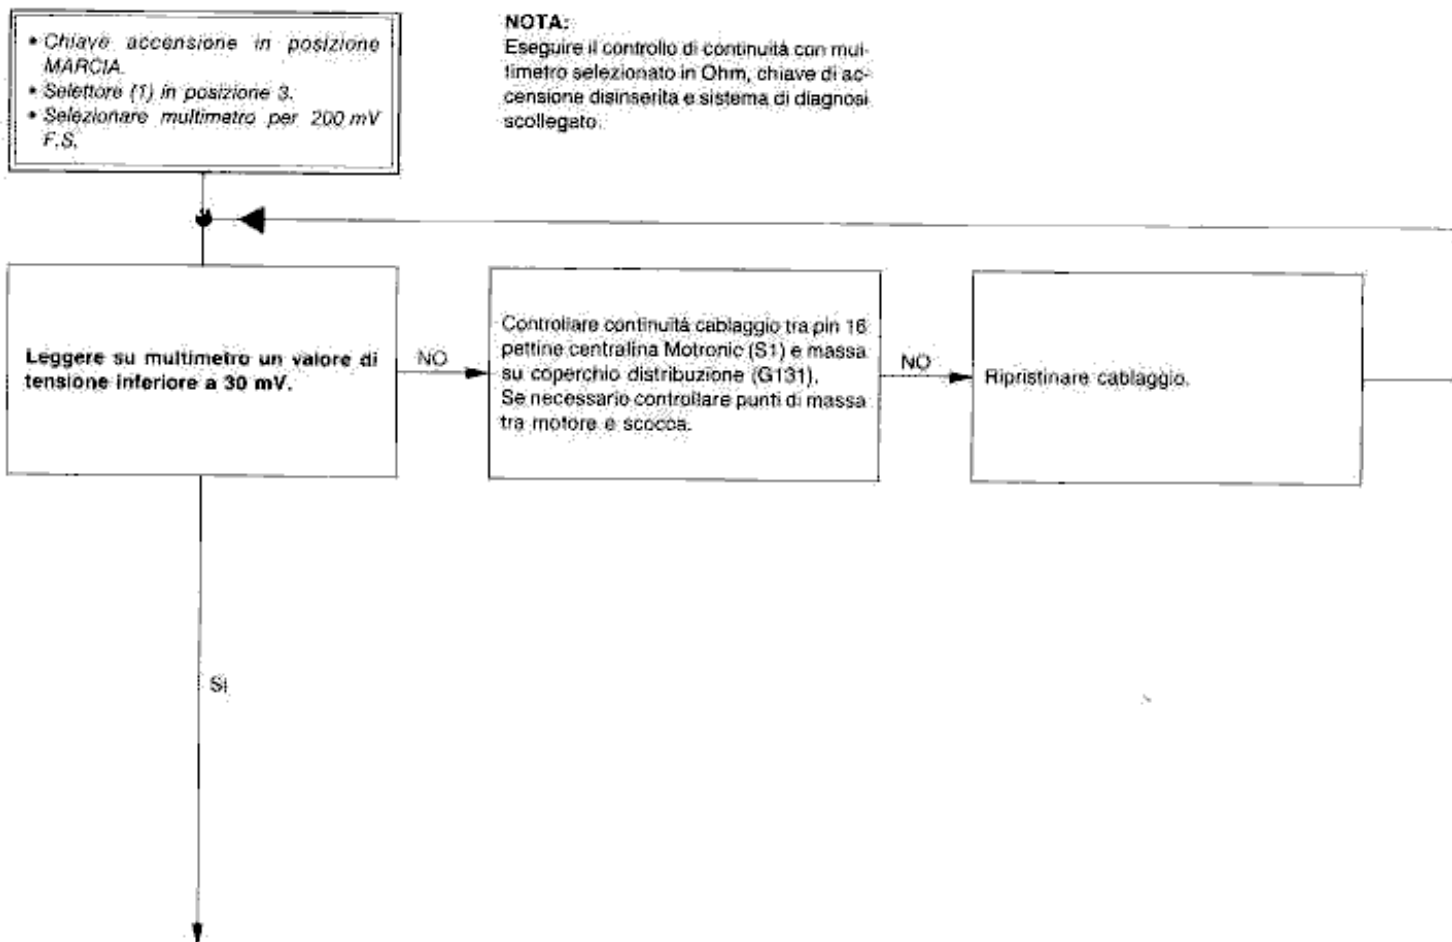 • Chiave accensione in posizione
MARCIA.
• Selettore (1) in posizione 3.
• Selezionare multimetro per 200 mV
F.S.
NOTA:
Eseguire il controllo di continuità con mul-
timetro selezionato in Ohm, chiave di ac-
censione disinserita e sistema di diagnosi
scollegato.
Leggere su multimetro un valore di
tensione inferiore a 30 mV.
NO
Controllare continuità cablaggio tra pin 16
pettine centralina Motronic (S1) e massa
su coperchio distribuzione (G131).
Se necessario controllare punti di massa
tra motore e scocca.
NO
Ripristinare cablaggio.
SI